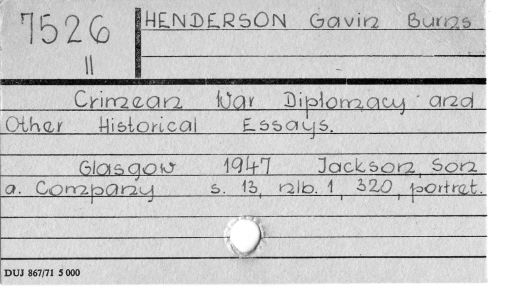 7526
II
HENDERSON Gavin Burns
Crimean War Diplomacy and
Other Historical Essays.
Glasgow 1947 Jackson, Son
a. Company s. 13, nlb. 1, 320, portret.
DUJ 867/71 5 000